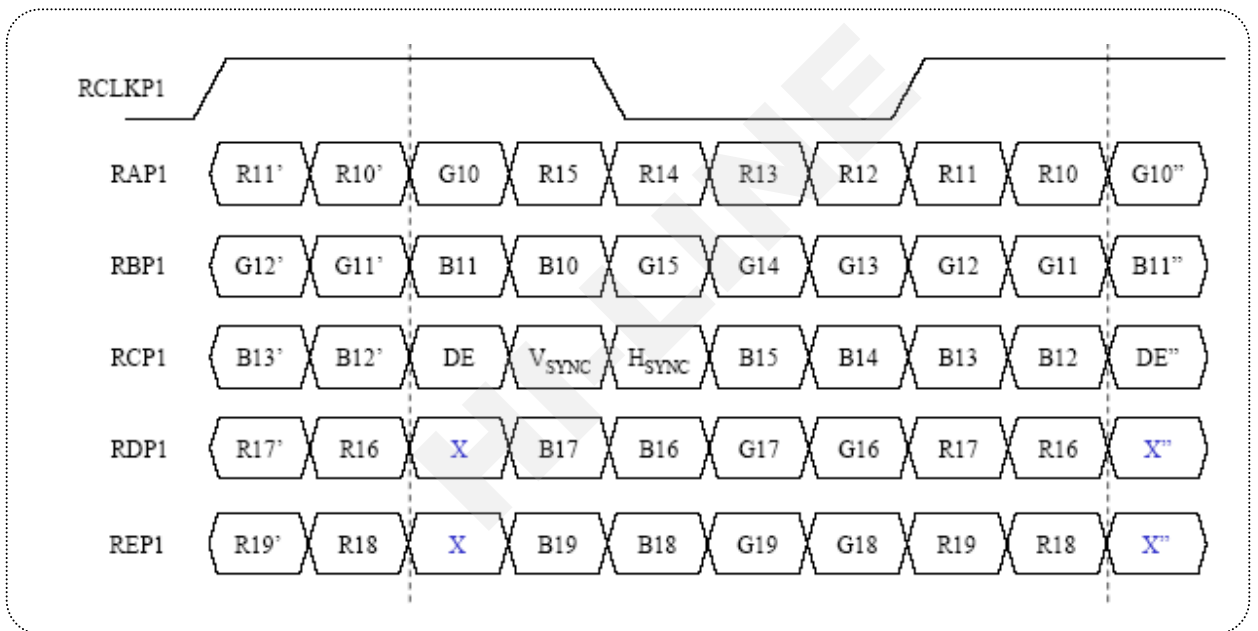 RCLKP1
RAP1 R11’ R10’ G10 R15 R14 R13 R12 R11 R10 G10”
RBP1 G12’ G11’ B11 B10 G15 G14 G13 G12 G11 B11”
RCP1 B13’ B12’ DE VSYNC HSYNC B15 B14 B13 B12 DE”
RDP1 R17’ R16 X B17 B16 G17 G16 R17 R16 X”
REP1 R19’ R18 X B19 B18 G19 G18 R19 R18 X”
HI-LINE